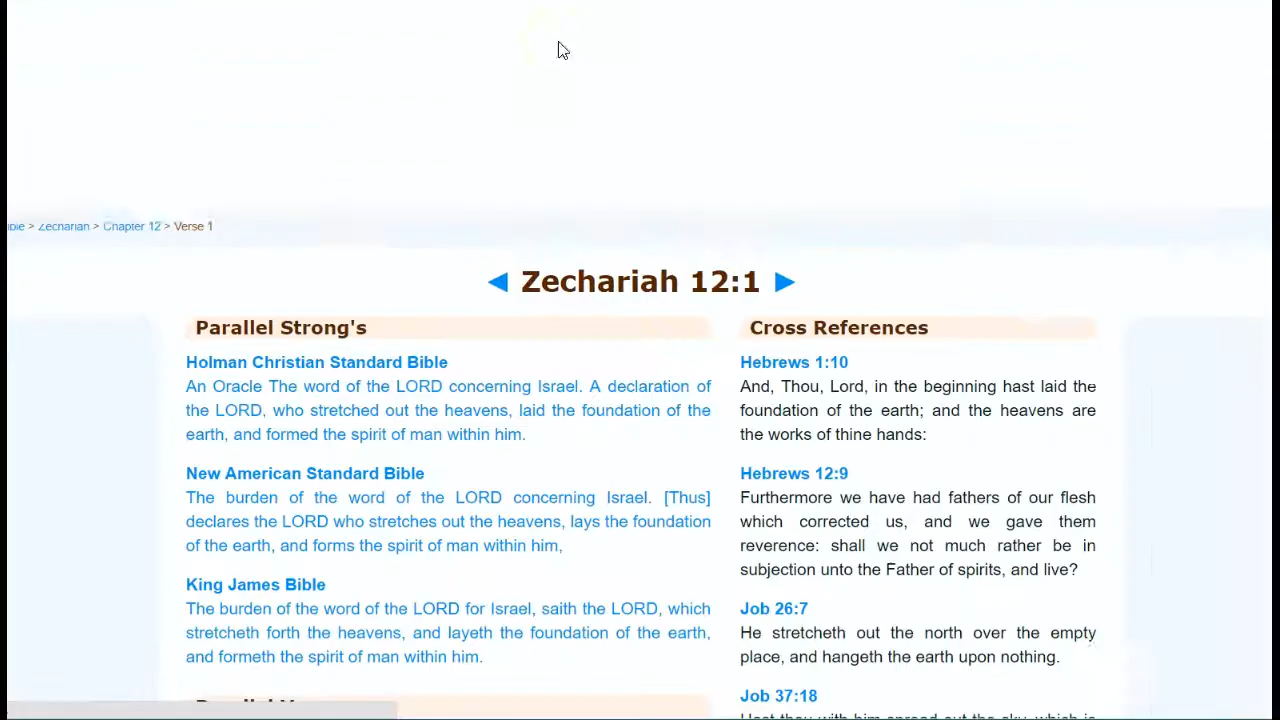 > Zechariah > Chapter 12 > Verse 1
◄ Zechariah 12:1 ►
Parallel Strong's
Holman Christian Standard Bible
An Oracle The word of the LORD concerning Israel. A declaration of
the LORD, who stretched out the heavens, laid the foundation of the
earth, and formed the spirit of man within him.
New American Standard Bible
The burden of the word of the LORD concerning Israel. [Thus]
declares the LORD who stretches out the heavens, lays the foundation
of the earth, and forms the spirit of man within him,
King James Bible
The burden of the word of the LORD for Israel, saith the LORD, which
stretcheth forth the heavens, and layeth the foundation of the earth,
and formeth the spirit of man within him.
Cross References
Hebrews 1:10
And, Thou, Lord, in the beginning hast laid the
foundation of the earth; and the heavens are
the works of thine hands:
Hebrews 12:9
Furthermore we have had fathers of our flesh
which corrected us, and we gave them
reverence: shall we not much rather be in
subjection unto the Father of spirits, and live?
Job 26:7
He stretcheth out the north over the empty
place, and hangeth the earth upon nothing.
Job 37:18
Hast thou with him spread out the sky, which is